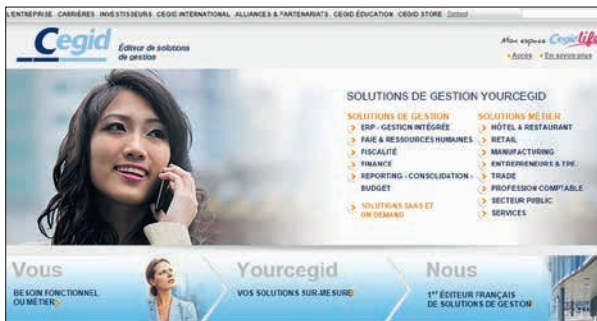 L'ENTREPRISE CARRIÈRES INVESTISSEURS CEGID INTERNATIONAL ALLIANCES & PARTENARIATS CEGID ÉDUCATION CEGID STORE Contact
Cegid
Éditeur de solutions
de gestion
Mon espace Cegidlife
Accès En savoir plus
SOLUTIONS DE GESTION YOURCEGID
SOLUTIONS DE GESTION
ERP - GESTION INTÉGRÉE
PAIE & RESSOURCES HUMAINES
FISCALITÉ
FINANCE
REPORTING - CONSOLIDATION -
BUDGET
SOLUTIONS SAAS ET
ON DEMAND
SOLUTIONS MÉTIER
HÔTEL & RESTAURANT
RETAIL
MANUFACTURING
ENTREPRENEURS & TPE
TRADE
PROFESSION COMPTABLE
SECTEUR PUBLIC
SERVICES
Vous
BESOIN FONCTIONNEL
OU MÉTIER
Yourcegid
VOS SOLUTIONS SUR-MESURE
Nous
1ER ÉDITEUR FRANÇAIS
DE SOLUTIONS DE GESTION